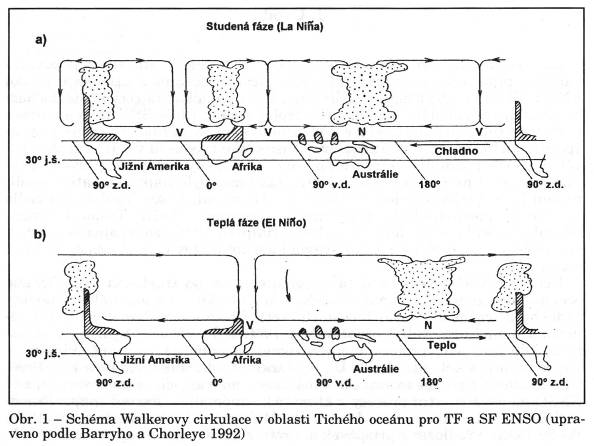 Studená fáze (La Niña)
a)
V V N V
30° j.š. Jižní Amerika Afrika Austrálie Chladno
90° z.d. 0° 90° v.d. 180° 90° z.d.
Teplá fáze (El Niño)
b)
V N
30° j.š. Jižní Amerika Afrika Austrálie Teplo
90° z.d. 0° 90° v.d. 180° 90° z.d.
Obr. 1 – Schéma Walkerovy cirkulace v oblasti Tichého oceánu pro TF a SF ENSO (upra-
veno podle Barryho a Chorleye 1992)